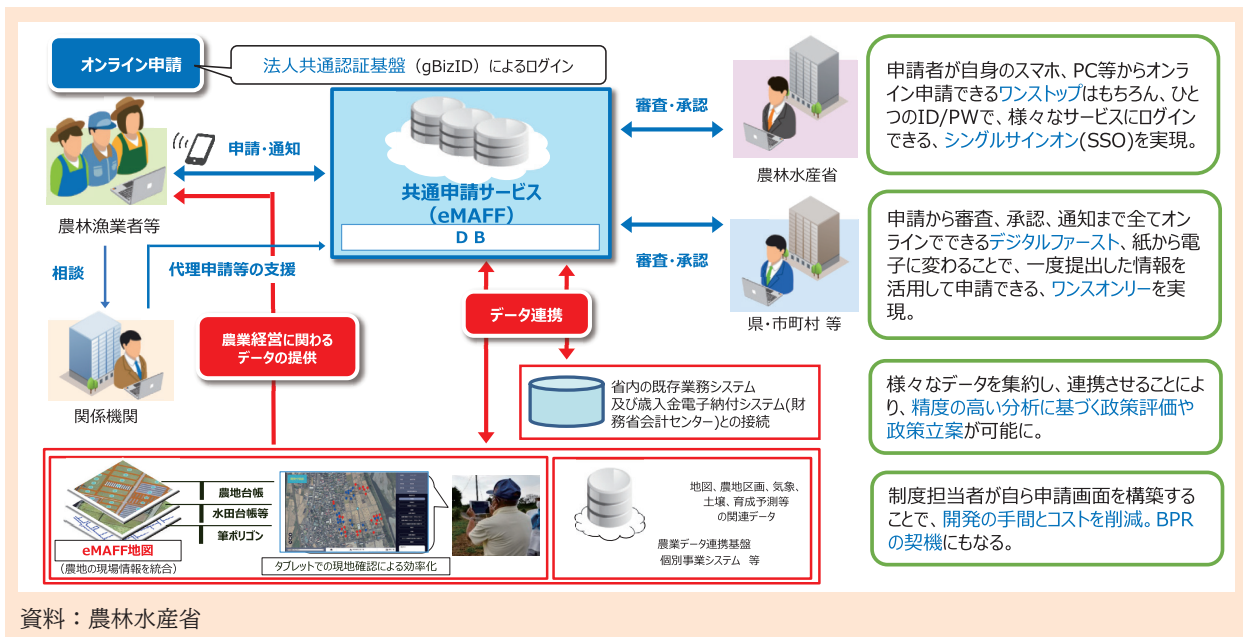 オンライン申請
法人共通認証基盤（gBizID）によるログイン
申請・通知
農林漁業者等
相談
代理申請等の支援
関係機関
農業経営に関わる
データの提供
共通申請サービス
（eMAFF）
ＤＢ
審査・承認
農林水産省
審査・承認
県・市町村 等
データ連携
省内の既存業務システム
及び歳入金電子納付システム(財
務省会計センター)との接続
農地台帳
水田台帳等
筆ポリゴン
eMAFF地図
（農地の現場情報を統合）
タブレットでの現地確認による効率化
地図、農地区画、気象、
土壌、育成予測等
の関連データ
農業データ連携基盤
個別事業システム 等
申請者が自身のスマホ、PC等からオンラ
イン申請できるワンストップはもちろん、ひと
つのID/PWで、様々なサービスにログイン
できる、シングルサインオン(SSO)を実現。
申請から審査、承認、通知まで全てオン
ラインでできるデジタルファースト、紙から電
子に変わることで、一度提出した情報を
活用して申請できる、ワンスオンリーを実
現。
様々なデータを集約し、連携させることによ
り、精度の高い分析に基づく政策評価や
政策立案が可能に。
制度担当者が自ら申請画面を構築する
ことで、開発の手間とコストを削減。BPR
の契機にもなる。
資料：農林水産省